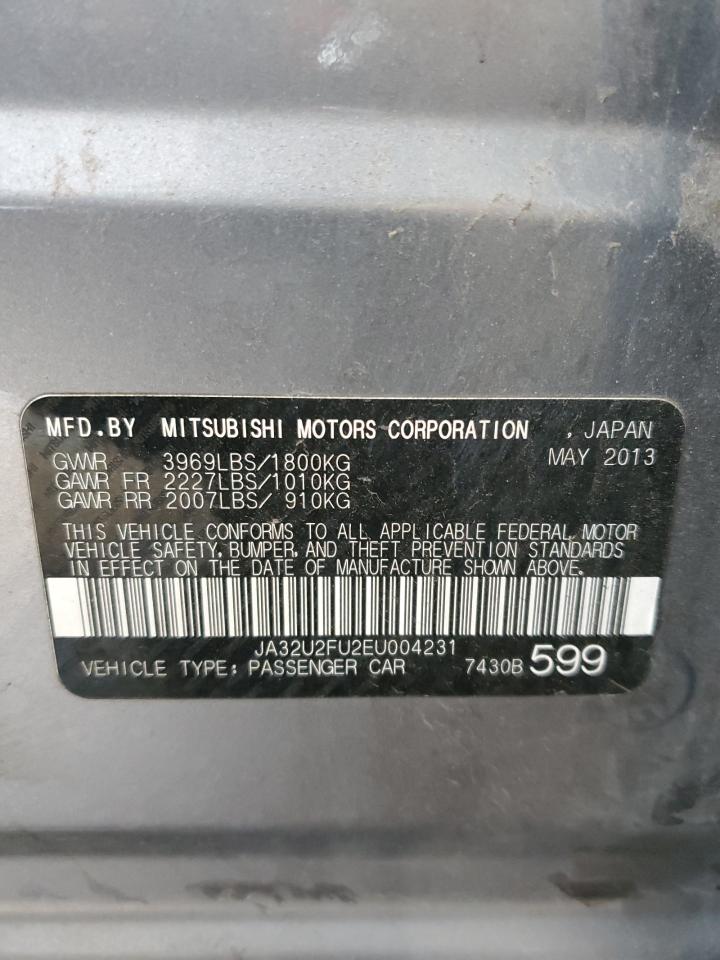 MFD.BY MITSUBISHI MOTORS CORPORATION , JAPAN
GVWR 3969LBS/1800KG MAY 2013
GAWR FR 2227LBS/1010KG
GAWR RR 2007LBS/ 910KG
THIS VEHICLE CONFORMS TO ALL APPLICABLE FEDERAL MOTOR
VEHICLE SAFETY, BUMPER, AND THEFT PREVENTION STANDARDS
IN EFFECT ON THE DATE OF MANUFACTURE SHOWN ABOVE.
JA32U2FU2EU004231
VEHICLE TYPE: PASSENGER CAR 7430B 599